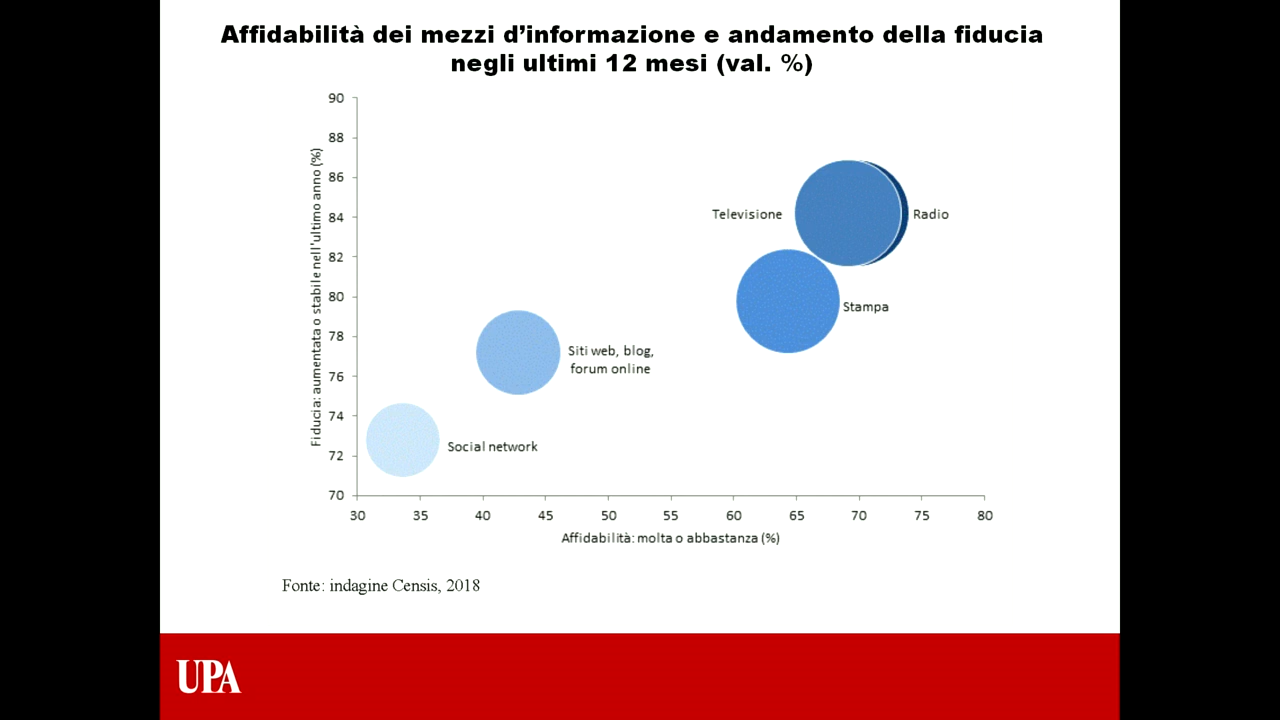 Affidabilità dei mezzi d’informazione e andamento della fiducia
negli ultimi 12 mesi (val. %)
Fiducia: aumentata o stabile nell'ultimo anno (%)
90
88
86
84
82
80
78
76
74
72
70
Televisione
Radio
Stampa
Siti web, blog,
forum online
Social network
30 35 40 45 50 55 60 65 70 75 80
Affidabilità: molta o abbastanza (%)
Fonte: indagine Censis, 2018
UPA